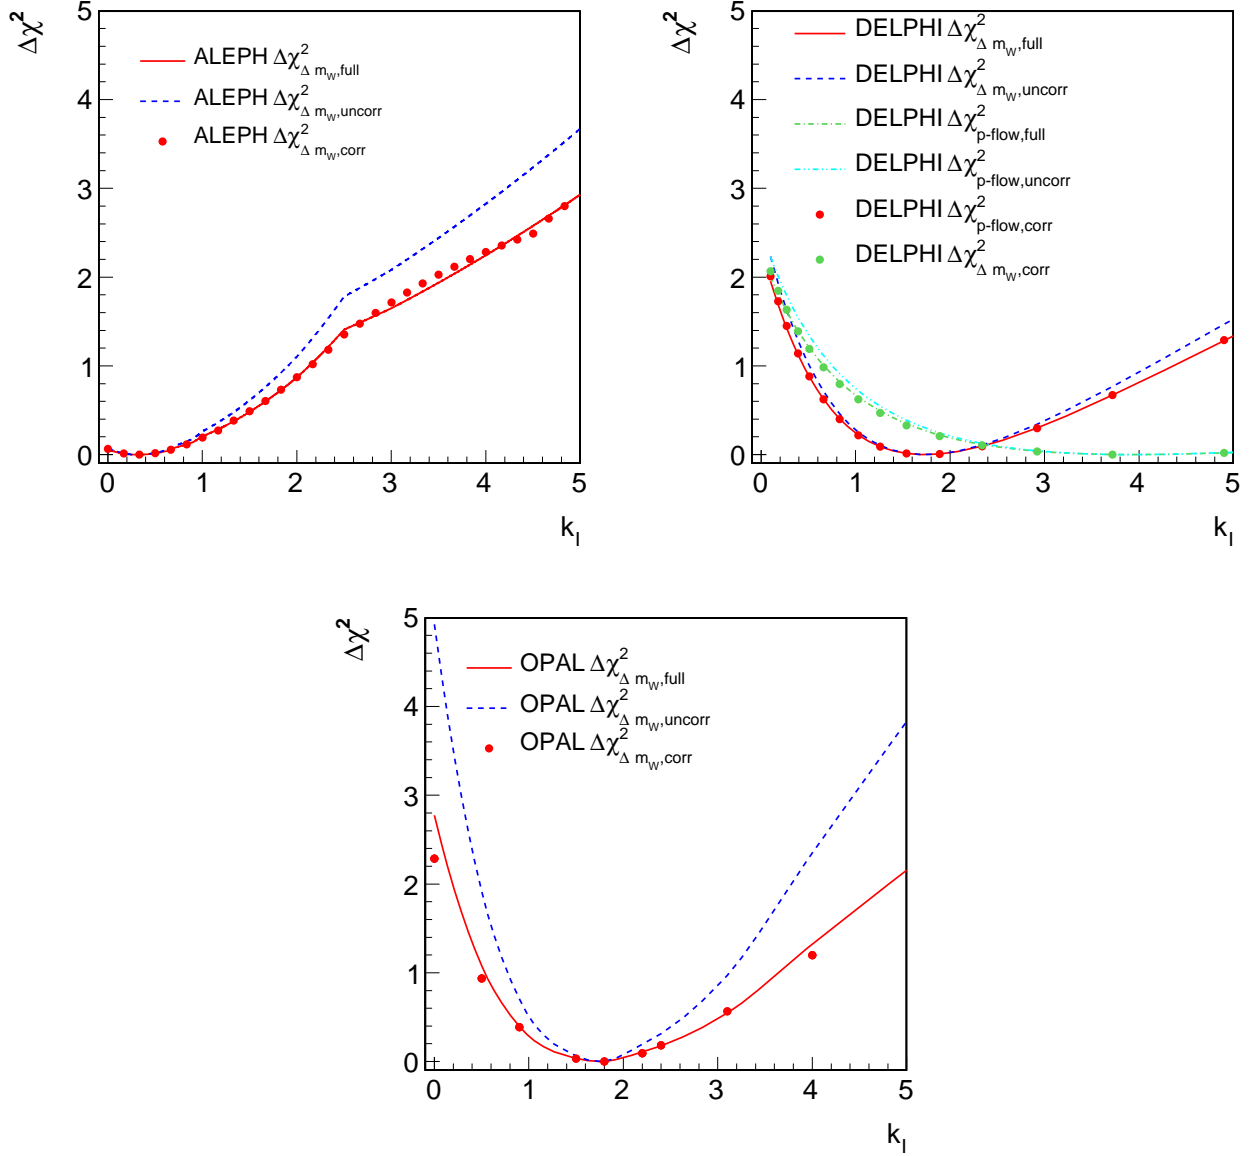 Δχ²
5
4
3
2
1
0
ALEPH Δχ²Δ mW,full
ALEPH Δχ²Δ mW,uncorr
ALEPH Δχ²Δ mW,corr
0 1 2 3 4 5
kI
Δχ²
5
4
3
2
1
0
DELPHI Δχ²Δ mW,full
DELPHI Δχ²Δ mW,uncorr
DELPHI Δχ²p-flow,full
DELPHI Δχ²p-flow,uncorr
DELPHI Δχ²p-flow,corr
DELPHI Δχ²Δ mW,corr
0 1 2 3 4 5
kI
Δχ²
5
4
3
2
1
0
OPAL Δχ²Δ mW,full
OPAL Δχ²Δ mW,uncorr
OPAL Δχ²Δ mW,corr
0 1 2 3 4 5
kI